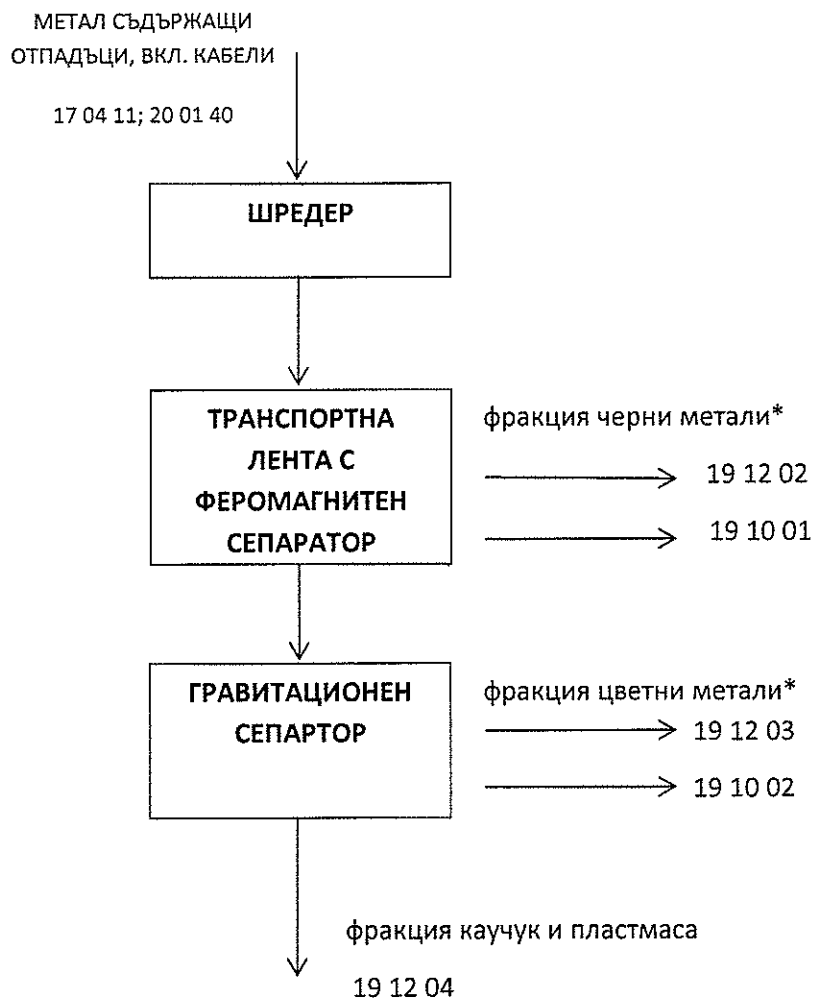 МЕТАЛ СЪДЪРЖАЩИ
ОТПАДЪЦИ, ВКЛ. КАБЕЛИ
17 04 11; 20 01 40
ШРЕДЕР
ТРАНСПОРТНА
ЛЕНТА С
ФЕРОМАГНИТЕН
СЕПАРАТОР
фракция черни метали*
19 12 02
19 10 01
ГРАВИТАЦИОНЕН
СЕПАРТОР
фракция цветни метали*
19 12 03
19 10 02
фракция каучук и пластмаса
19 12 04